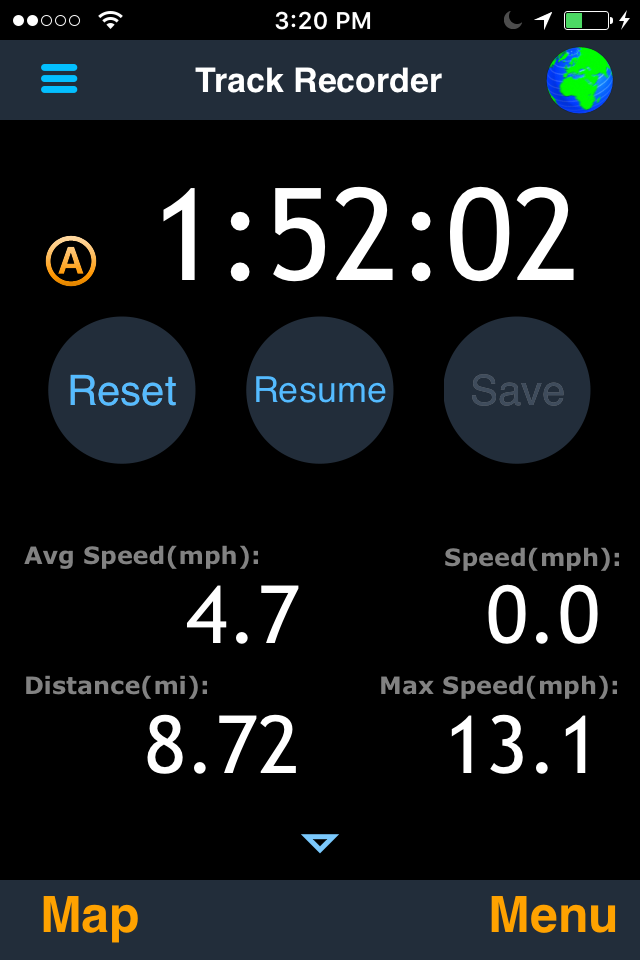 3:20 PM
Track Recorder
A 1:52:02
Reset Resume Save
Avg Speed(mph): Speed(mph):
4.7 0.0
Distance(mi): Max Speed(mph):
8.72 13.1
Map Menu